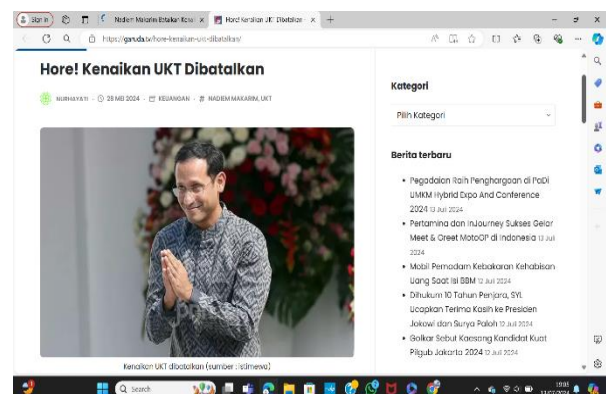 Sign in
Hore! Kenaikan UKT Dibatalkan
https://garuda.tv/hore-kenaikan-ukt-dibatalkan/
Hore! Kenaikan UKT Dibatalkan
NURHAYATI - 28 MEI 2024 - KEUANGAN - # NADIEM MAKARIM, UKT
Kenaikan UKT dibatalkan (sumber : istimewa)
Kategori
Pilih Kategori
Berita terbaru
Pegadaian Raih Penghargaan di PaDi
UMKM Hybrid Expo And Conference
2024 13 Juli 2024
Pertamina dan InJourney Sukses Gelar
Meet & Greet MotoGP di Indonesia 13 Juli
2024
Mobil Pemadam Kebakaran Kehabisan
Uang Saat Isi BBM 12 Juli 2024
Dihukum 10 Tahun Penjara, SYL
Ucapkan Terima Kasih ke Presiden
Jokowi dan Surya Paloh 12 Juli 2024
Golkar Sebut Kaesang Kandidat Kuat
Pilgub Jakarta 2024 12 Juli 2024
Search